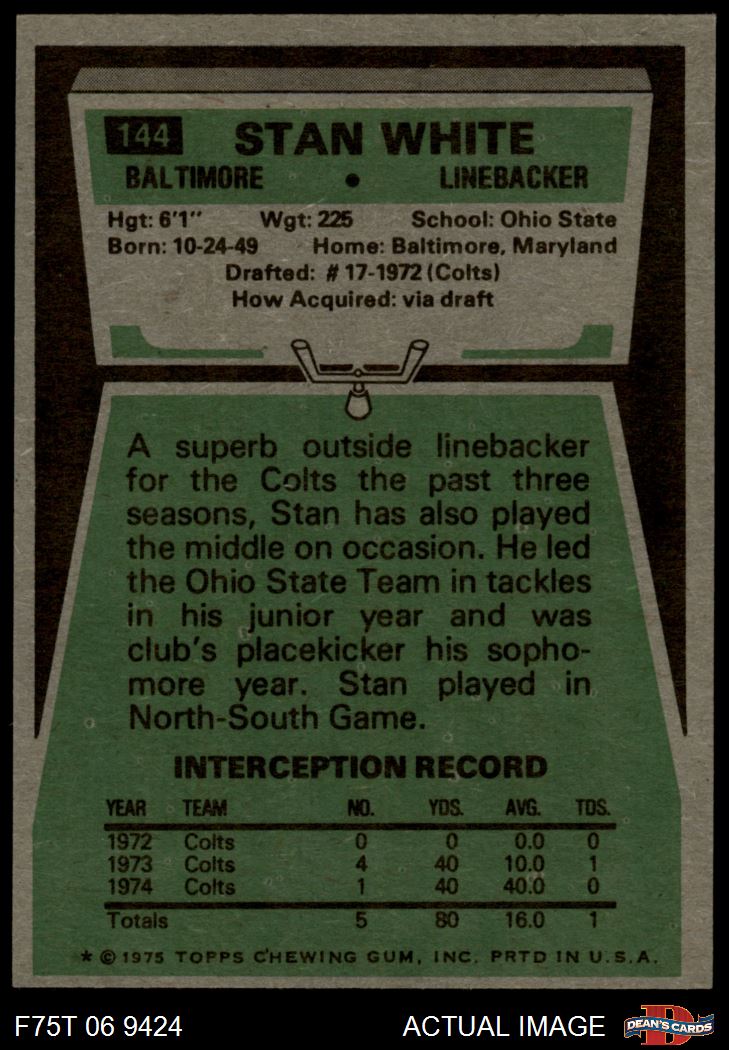 144 STAN WHITE
BALTIMORE • LINEBACKER
Hgt: 6'1" Wgt: 225 School: Ohio State
Born: 10-24-49 Home: Baltimore, Maryland
Drafted: # 17-1972 (Colts)
How Acquired: via draft
A superb outside linebacker
for the Colts the past three
seasons, Stan has also played
the middle on occasion. He led
the Ohio State Team in tackles
in his junior year and was
club's placekicker his sopho-
more year. Stan played in
North-South Game.
INTERCEPTION RECORD
YEAR TEAM NO. YDS. AVG. TDS.
1972 Colts 0 0 0.0 0
1973 Colts 4 40 10.0 1
1974 Colts 1 40 40.0 0
Totals 5 80 16.0 1
* © 1975 TOPPS CHEWING GUM, INC. PRTD IN U.S.A.
F75T 06 9424 ACTUAL IMAGE D DEAN'S CARDS